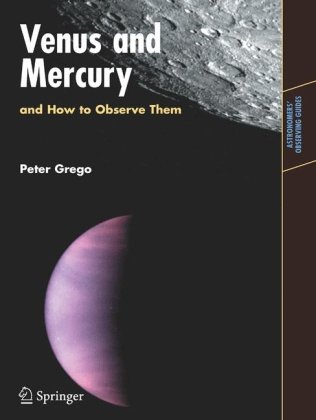 Venus and
Mercury
and How to Observe Them
Peter Grego
ASTRONOMERS'
OBSERVING GUIDES
Springer